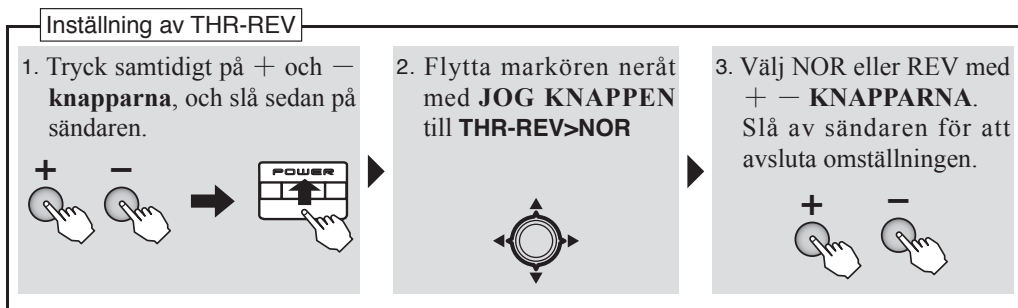 Inställning av THR-REV
1. Tryck samtidigt på + och −
knapparna, och slå sedan på
sändaren.
+ −
POWER
2. Flytta markören neråt
med JOG KNAPPEN
till THR-REV>NOR
3. Välj NOR eller REV med
+ − KNAPPARNA.
Slå av sändaren för att
avsluta omställningen.
+ −